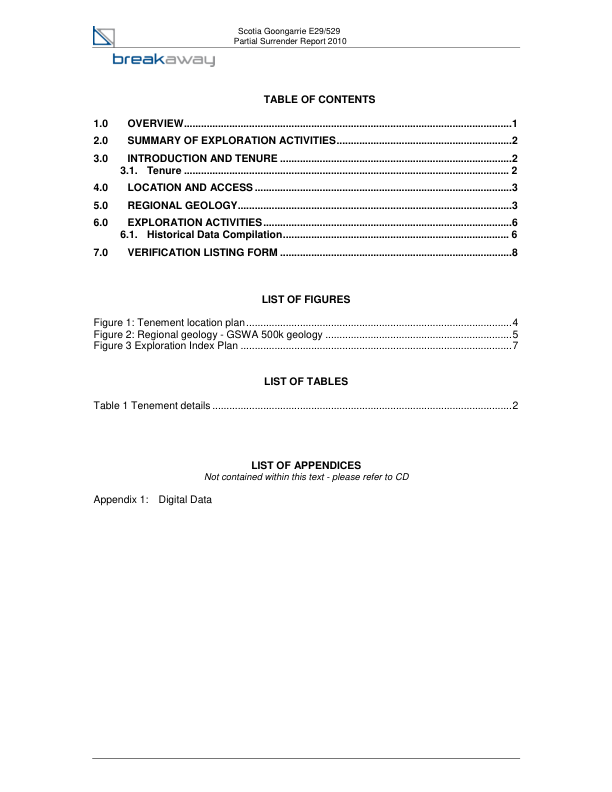 Scotia Goongarrie E29/529
Partial Surrender Report 2010
breakaway
TABLE OF CONTENTS
1.0 OVERVIEW....................................................................................................................1
2.0 SUMMARY OF EXPLORATION ACTIVITIES..............................................................2
3.0 INTRODUCTION AND TENURE ..................................................................................2
3.1. Tenure .................................................................................................................... 2
4.0 LOCATION AND ACCESS ...........................................................................................3
5.0 REGIONAL GEOLOGY.................................................................................................3
6.0 EXPLORATION ACTIVITIES........................................................................................6
6.1. Historical Data Compilation................................................................................ 6
7.0 VERIFICATION LISTING FORM ..................................................................................8
LIST OF FIGURES
Figure 1: Tenement location plan..............................................................................................4
Figure 2: Regional geology - GSWA 500k geology ..................................................................5
Figure 3 Exploration Index Plan ................................................................................................7
LIST OF TABLES
Table 1 Tenement details ..........................................................................................................2
LIST OF APPENDICES
Not contained within this text - please refer to CD
Appendix 1: Digital Data